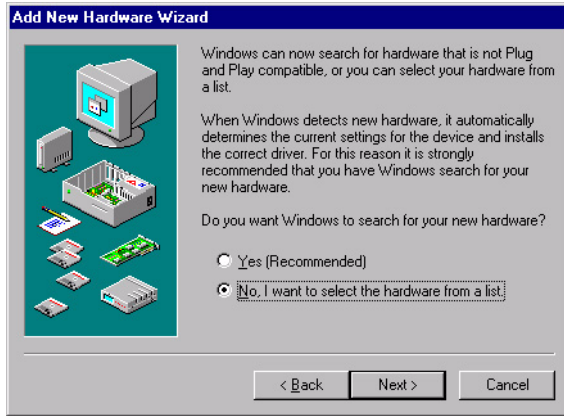 Add New Hardware Wizard
Windows can now search for hardware that is not Plug
and Play compatible, or you can select your hardware from
a list.
When Windows detects new hardware, it automatically
determines the current settings for the device and installs
the correct driver. For this reason it is strongly
recommended that you have Windows search for your
new hardware.
Do you want Windows to search for your new hardware?
Yes (Recommended)
No, I want to select the hardware from a list.
< Back
Next >
Cancel